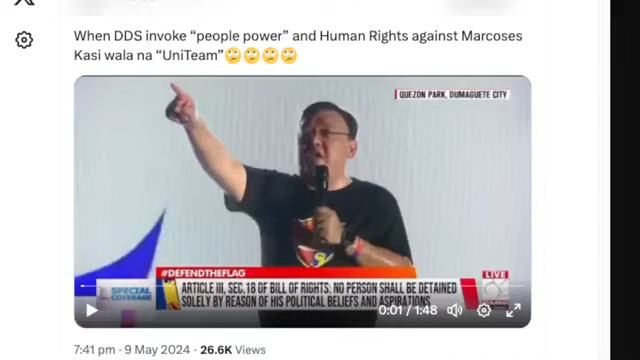 When DDS invoke “people power” and Human Rights against Marcoses
Kasi wala na “UniTeam”🙄🙄🙄🙄
QUEZON PARK, DUMAGUETE CITY
#DEFENDTHEFLAG
LIVE
SPECIAL
COVERAGE
ARTICLE III, SEC.18 OF BILL OF RIGHTS: NO PERSON SHALL BE DETAINED
SOLELY BY REASON OF HIS POLITICAL BELIEFS AND ASPIRATIONS
0:01 / 1:48
7:41 pm · 9 May 2024 · 26.6K Views